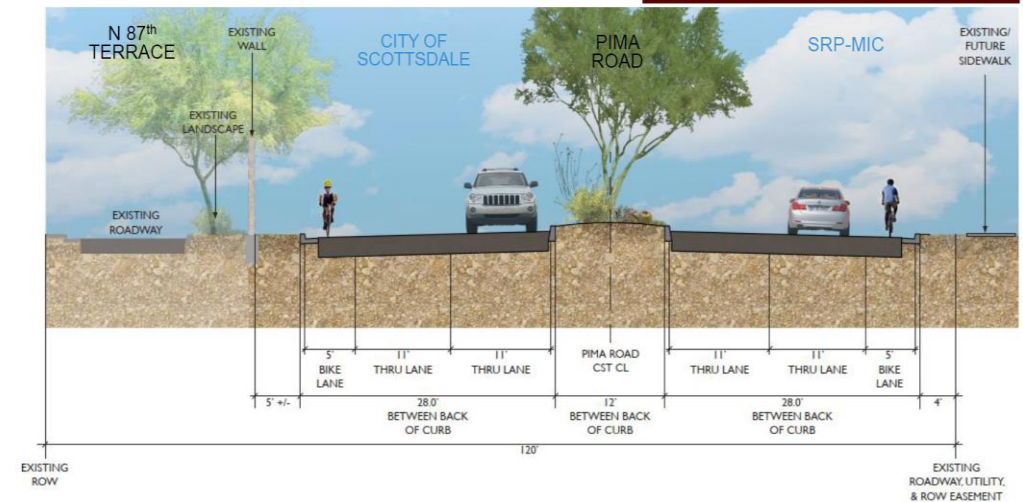 N 87th
TERRACE
EXISTING
WALL
CITY OF
SCOTTSDALE
PIMA
ROAD
SRP-MIC
EXISTING/
FUTURE
SIDEWALK
EXISTING
LANDSCAPE
EXISTING
ROADWAY
5'
BIKE
LANE
11'
THRU LANE
11'
THRU LANE
PIMA ROAD
CST CL
11'
THRU LANE
11'
THRU LANE
5'
BIKE
LANE
5' +/-
28.0'
BETWEEN BACK
OF CURB
12'
BETWEEN BACK
OF CURB
28.0'
BETWEEN BACK
OF CURB
4'
120'
EXISTING
ROW
EXISTING
ROADWAY, UTILITY,
& ROW EASEMENT